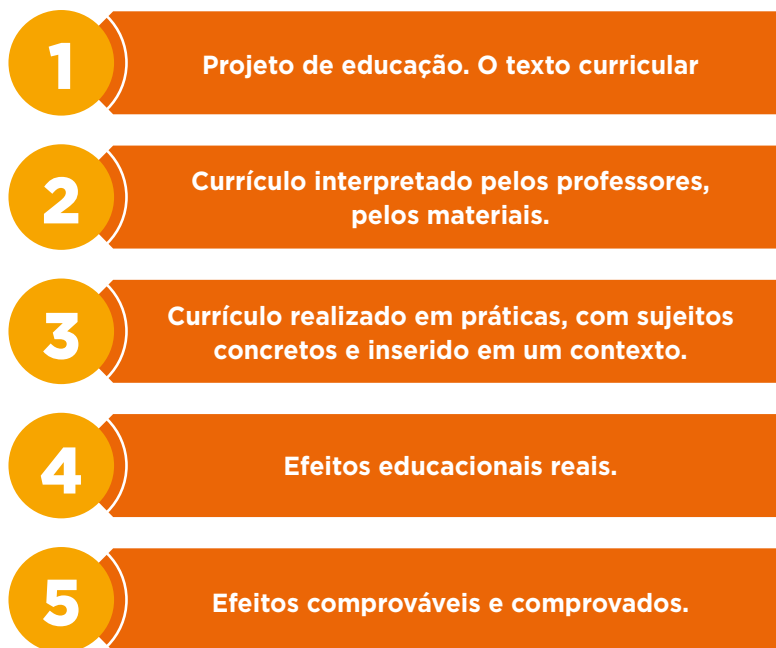 1
Projeto de educação. O texto curricular
2
Currículo interpretado pelos professores,
pelos materiais.
3
Currículo realizado em práticas, com sujeitos
concretos e inserido em um contexto.
4
Efeitos educacionais reais.
5
Efeitos comprováveis e comprovados.